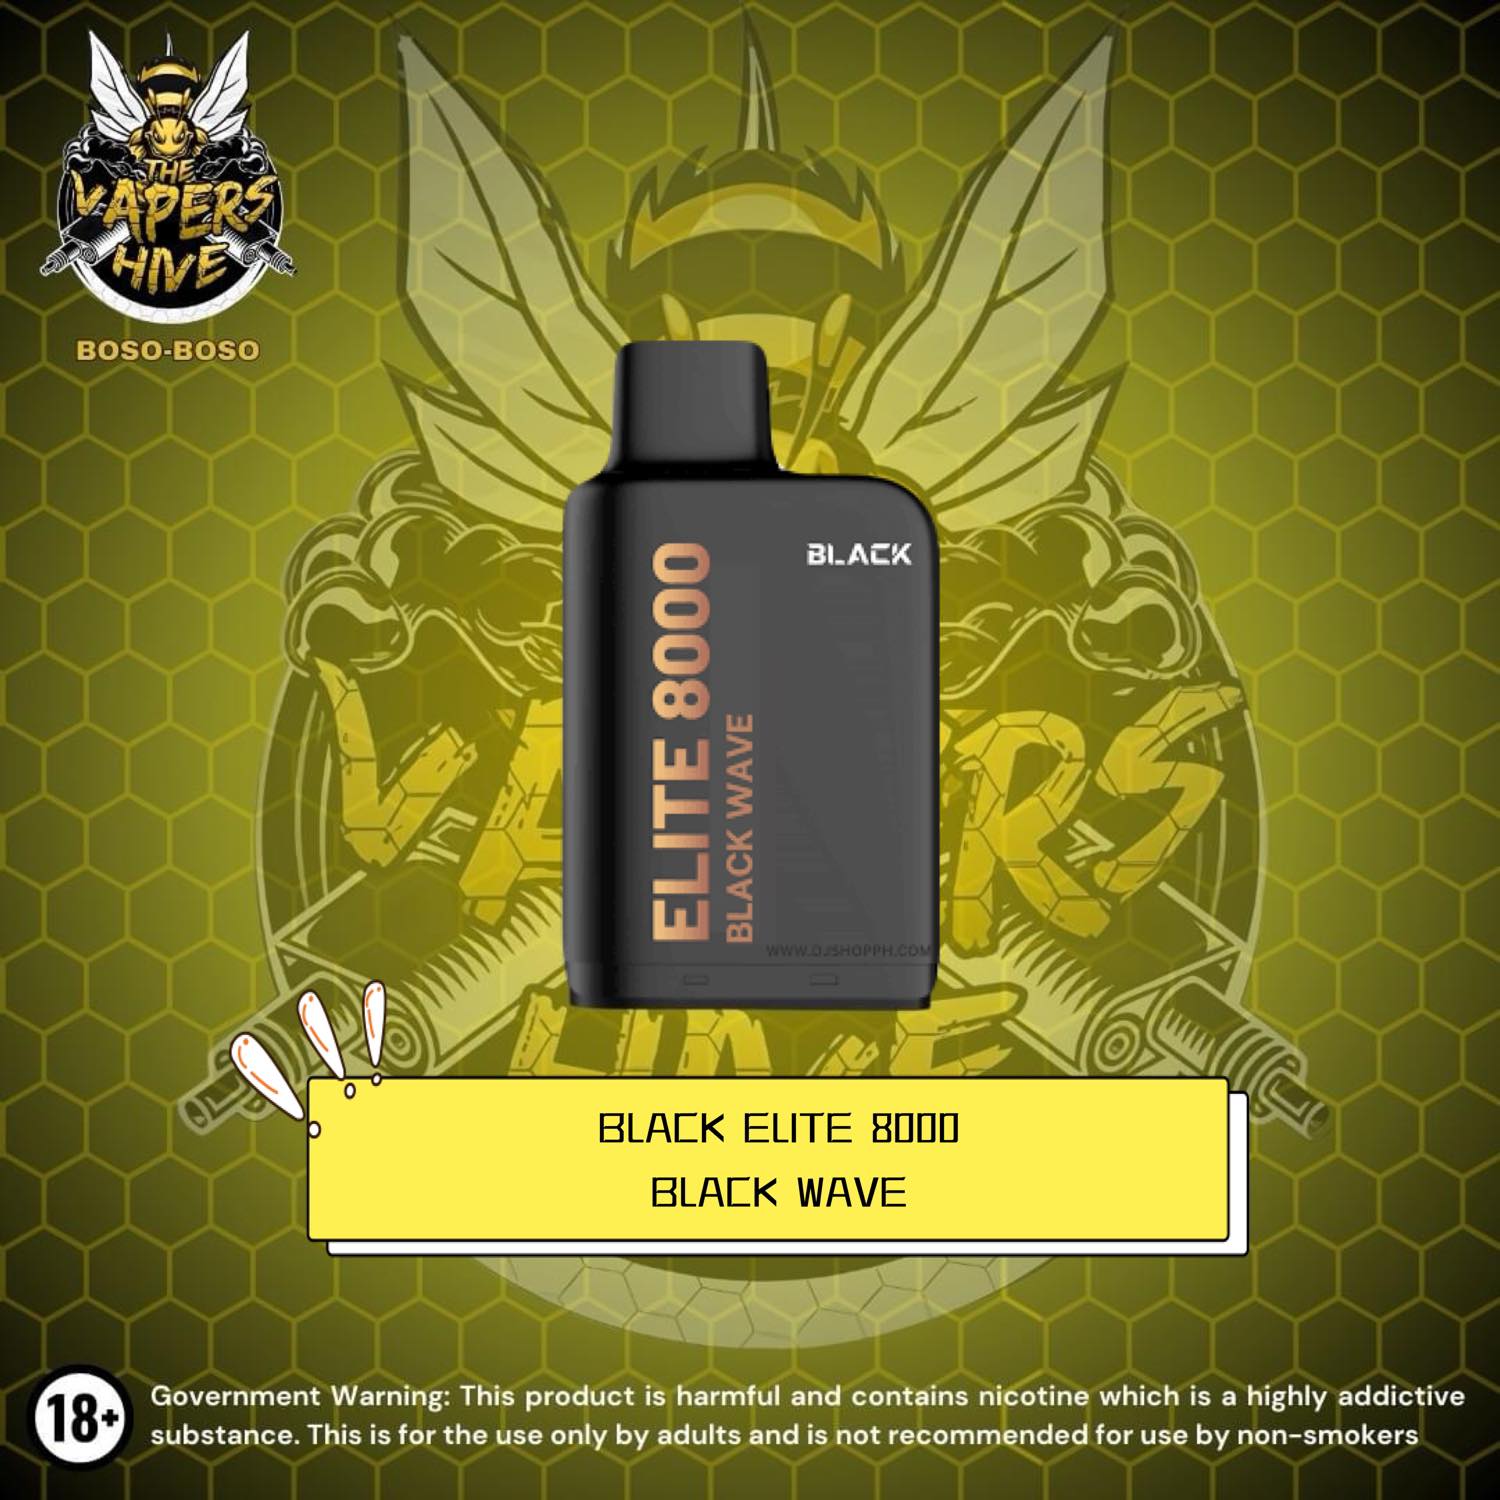 THE
VAPERS
HIVE
BOSO-BOSO
BLACK
ELITE 8000
BLACK WAVE
WWW.DJSHOPPH.COM
BLACK ELITE 8000
BLACK WAVE
18+
Government Warning: This product is harmful and contains nicotine which is a highly addictive
substance. This is for the use only by adults and is not recommended for use by non-smokers